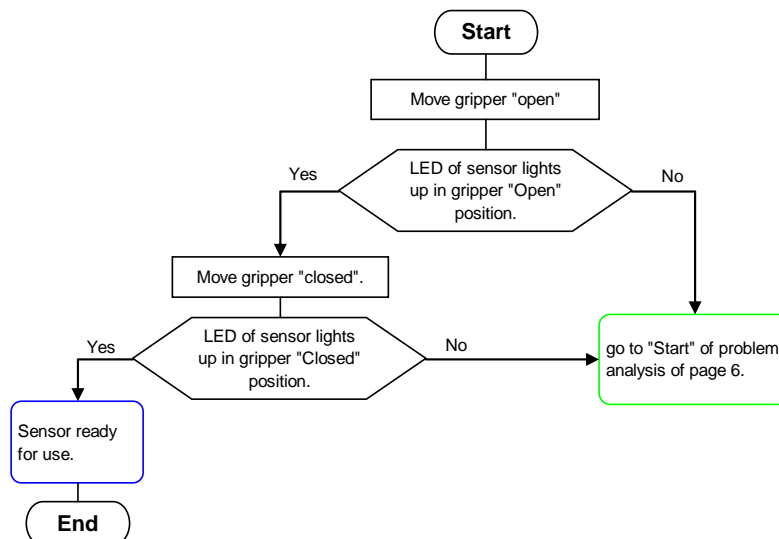 Start
Move gripper "open"
LED of sensor lights
up in gripper "Open"
position.
Yes
No
Move gripper "closed".
LED of sensor lights
up in gripper "Closed"
position.
Yes
No
go to "Start" of problem
analysis of page 6.
Sensor ready
for use.
End